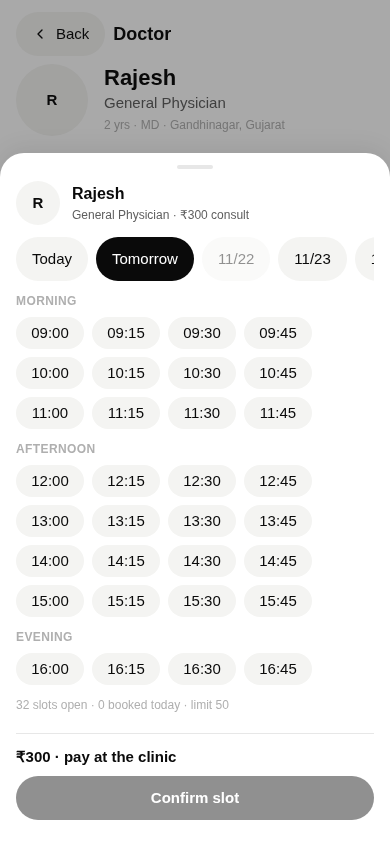 Back Doctor
R
Rajesh
General Physician
2 yrs · MD · Gandhinagar, Gujarat
R
Rajesh
General Physician · ₹300 consult
Today Tomorrow 11/22 11/23
MORNING
09:00 09:15 09:30 09:45
10:00 10:15 10:30 10:45
11:00 11:15 11:30 11:45
AFTERNOON
12:00 12:15 12:30 12:45
13:00 13:15 13:30 13:45
14:00 14:15 14:30 14:45
15:00 15:15 15:30 15:45
EVENING
16:00 16:15 16:30 16:45
32 slots open · 0 booked today · limit 50
₹300 · pay at the clinic
Confirm slot